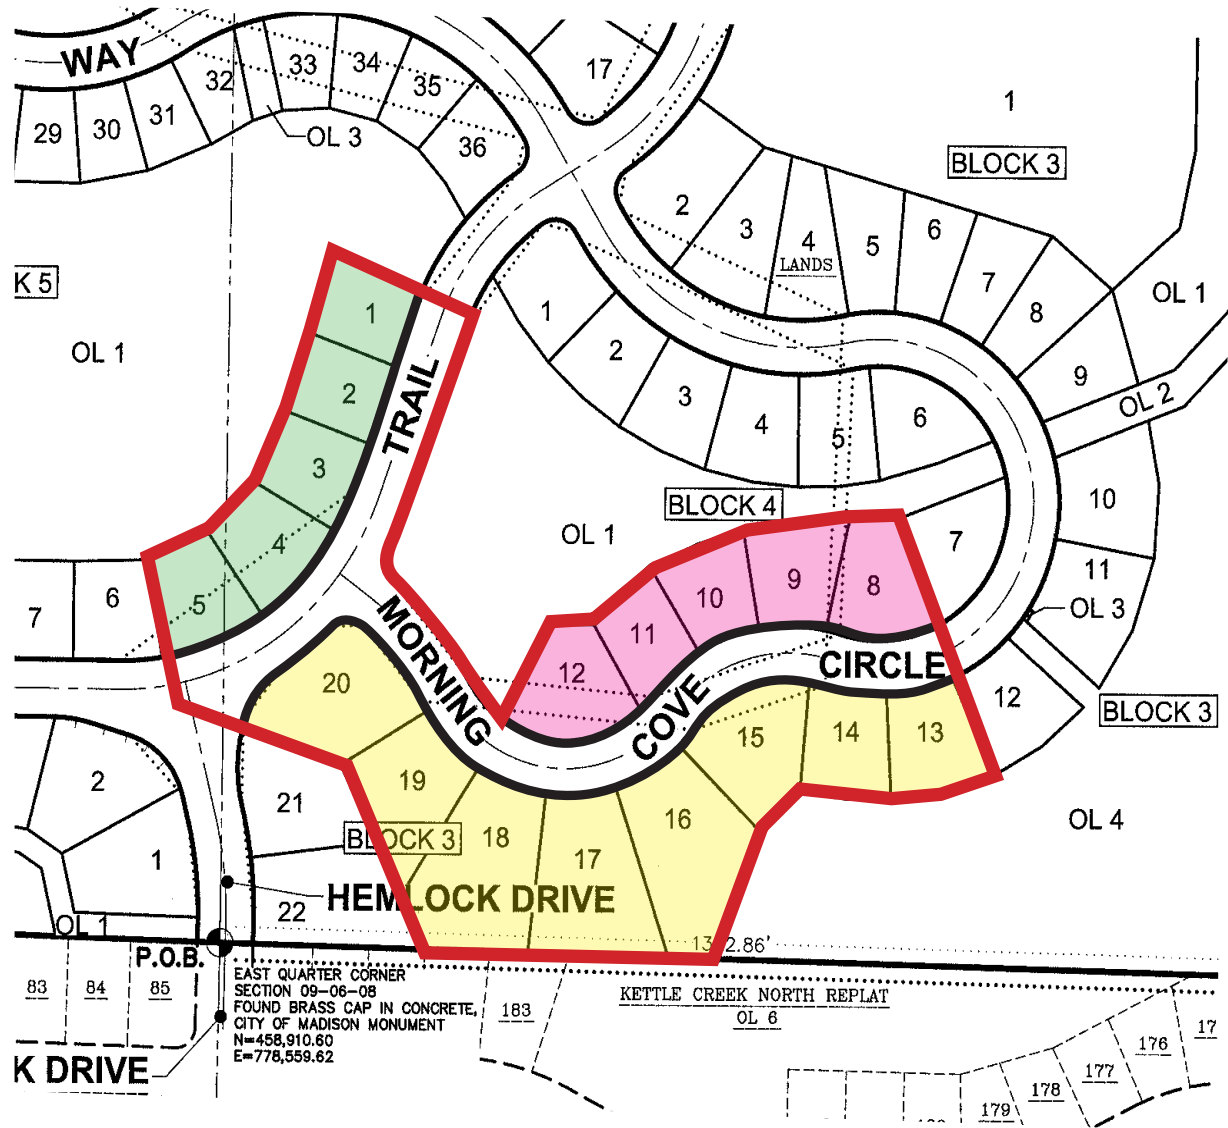 WAY
29
30
31
32
33
34
35
36
OL 3
17
1
BLOCK 3
2
3
4
LANDS
5
6
7
8
9
OL 1
OL 2
10
11
OL 3
12
BLOCK 3
K 5
OL 1
1
2
3
4
5
6
7
TRAIL
1
2
3
4
5
6
7
BLOCK 4
OL 1
8
9
10
11
12
MORNING
COVE
CIRCLE
20
19
18
17
16
15
14
13
21
22
BLOCK 3
OL 4
2
1
OL 1
HEMLOCK DRIVE
P.O.B.
EAST QUARTER CORNER
SECTION 09-06-08
FOUND BRASS CAP IN CONCRETE,
CITY OF MADISON MONUMENT
N=458,910.60
E=778,559.62
83
84
85
K DRIVE
183
KETTLE CREEK NORTH REPLAT
OL 6
179
178
177
176
17